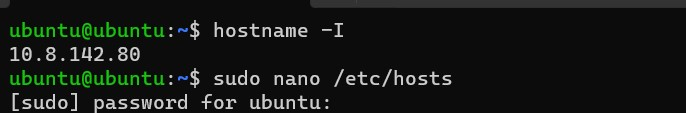 ubuntu@ubuntu:~$ hostname -I
10.8.142.80
ubuntu@ubuntu:~$ sudo nano /etc/hosts
[sudo] password for ubuntu: